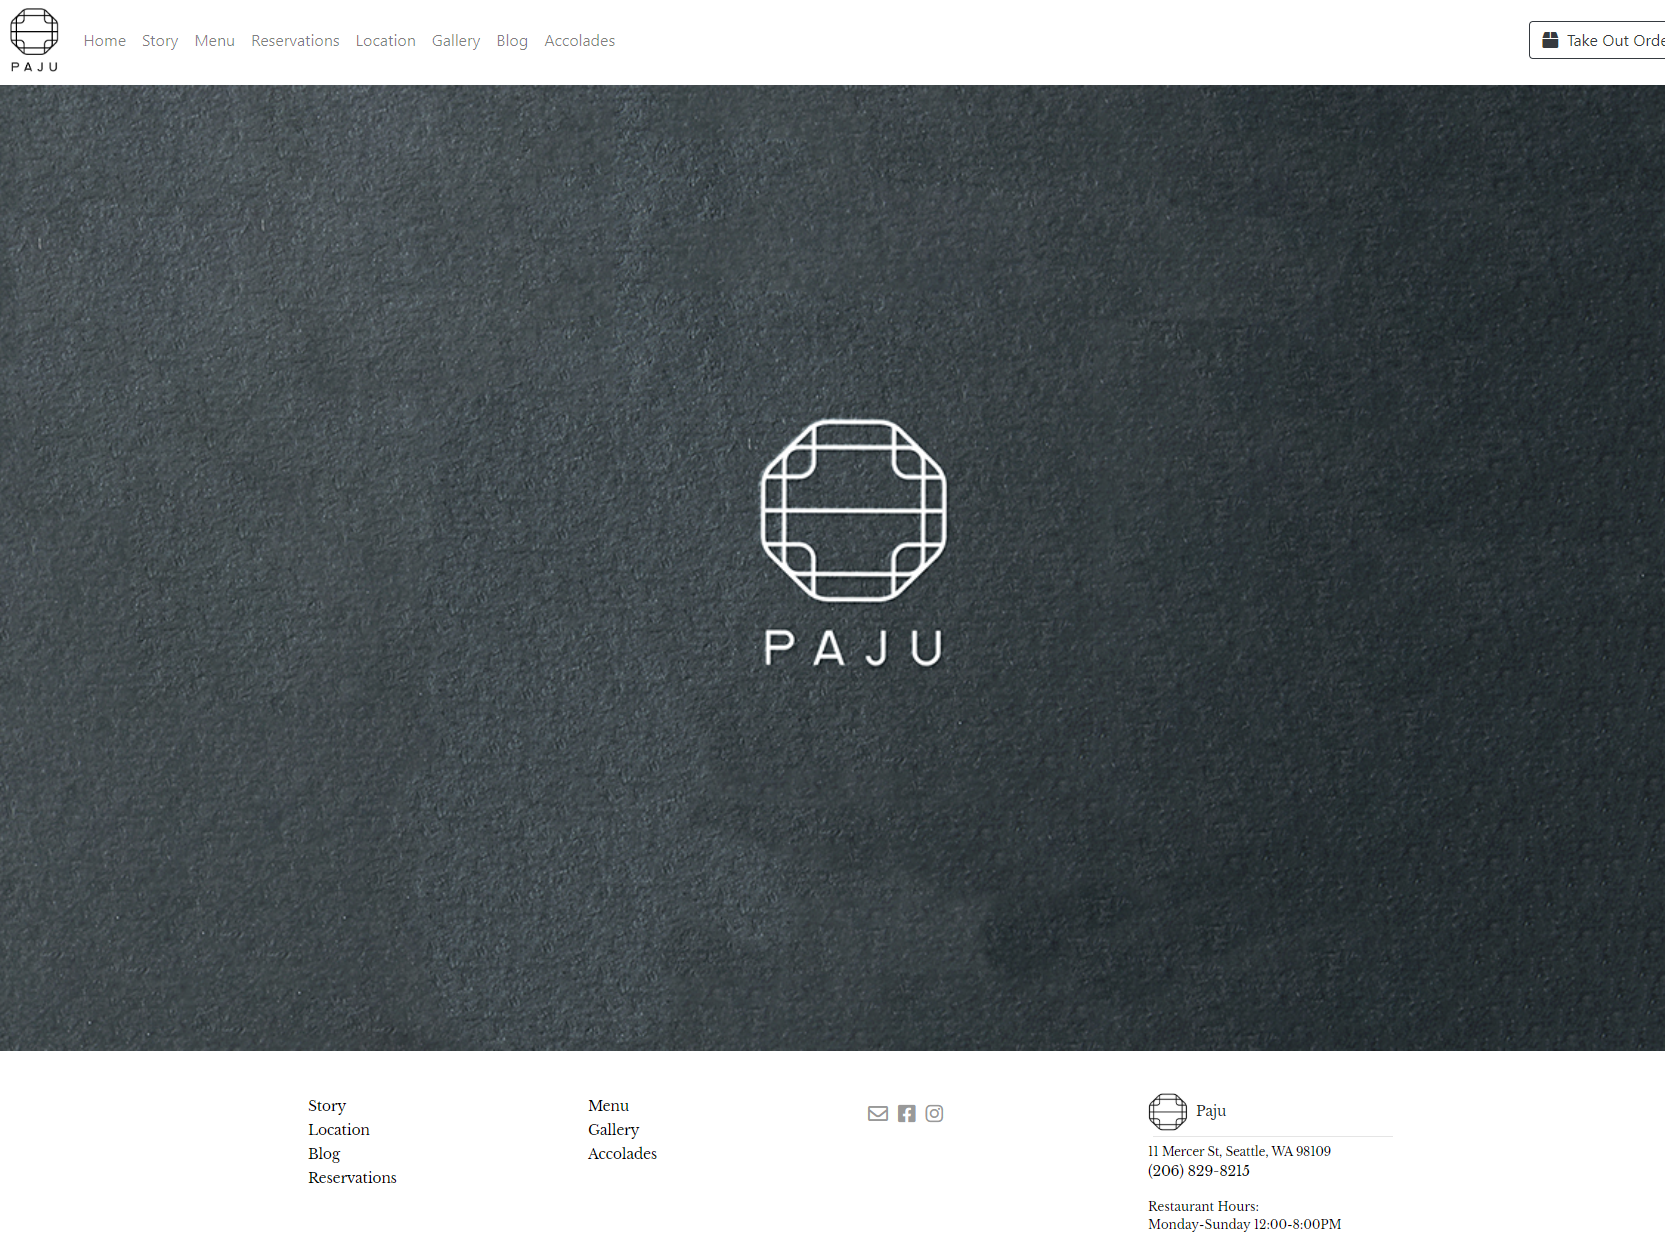 PAJU
Home Story Menu Reservations Location Gallery Blog Accolades
Take Out Orde
PAJU
Story
Location
Blog
Reservations
Menu
Gallery
Accolades
Paju
11 Mercer St, Seattle, WA 98109
(206) 829-8215
Restaurant Hours:
Monday-Sunday 12:00-8:00PM